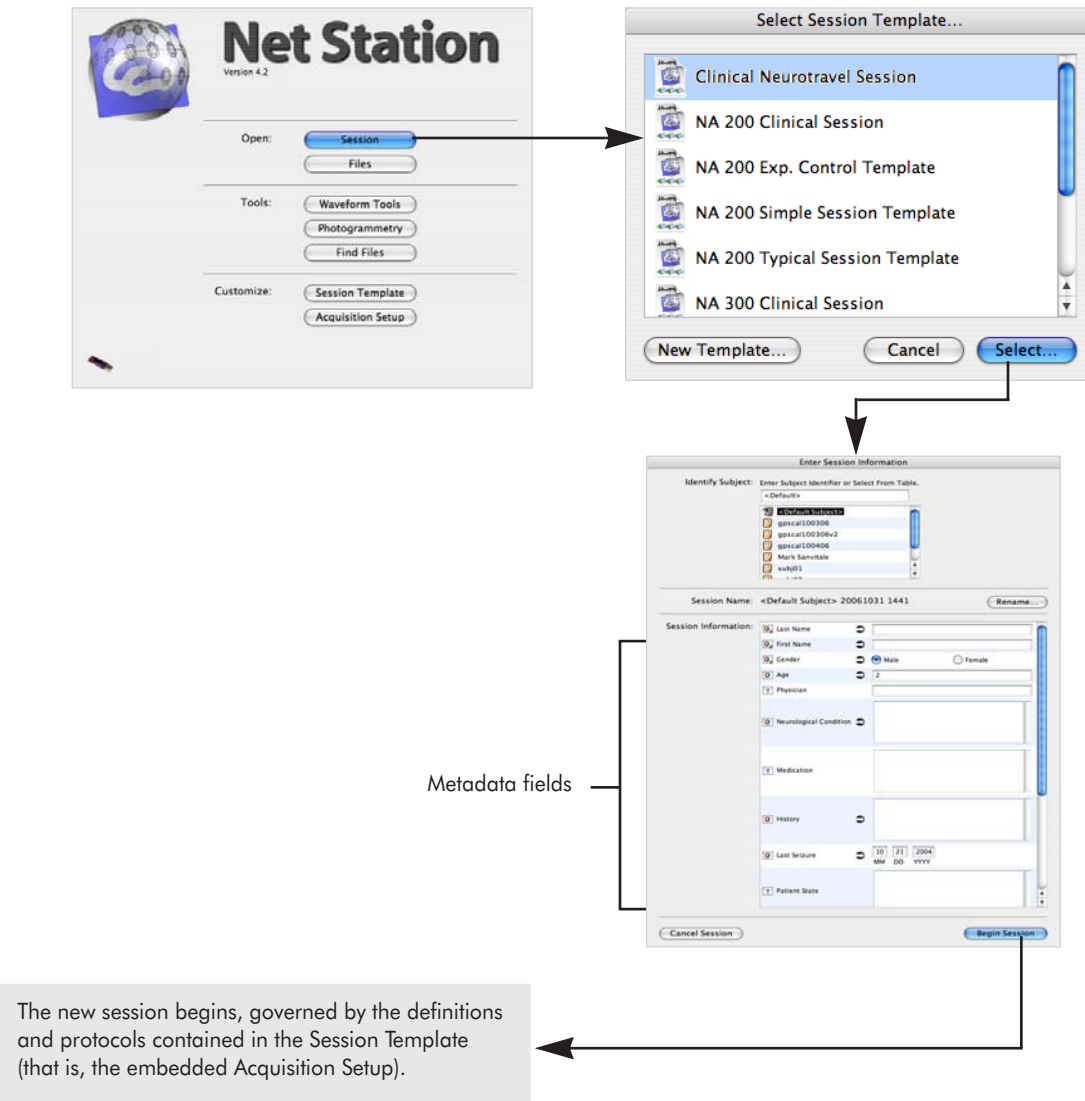 Net Station
Version 4.2
Open:
Session
Files
Tools:
Waveform Tools
Photogrammetry
Find Files
Customize:
Session Template
Acquisition Setup
Select Session Template...
Clinical Neurotravel Session
NA 200 Clinical Session
NA 200 Exp. Control Template
NA 200 Simple Session Template
NA 200 Typical Session Template
NA 300 Clinical Session
New Template...
Cancel
Select...
Enter Session Information
Identify Subject:
Enter Subject Identifier or Select From Table.
<Default>
<Default Subject>
gpscal100306
gpscal100306v2
gpscal100406
Mark Sanvitale
subj01
Session Name:
<Default Subject> 20061031 1441
Rename...
Session Information:
Last Name
First Name
Gender
Male
Female
Age
2
Physician
Neurological Condition
Medication
History
Last Seizure
10 21 2004
MM DD YYYY
Patient State
Cancel Session
Begin Session
Metadata fields
The new session begins, governed by the definitions
and protocols contained in the Session Template
(that is, the embedded Acquisition Setup).